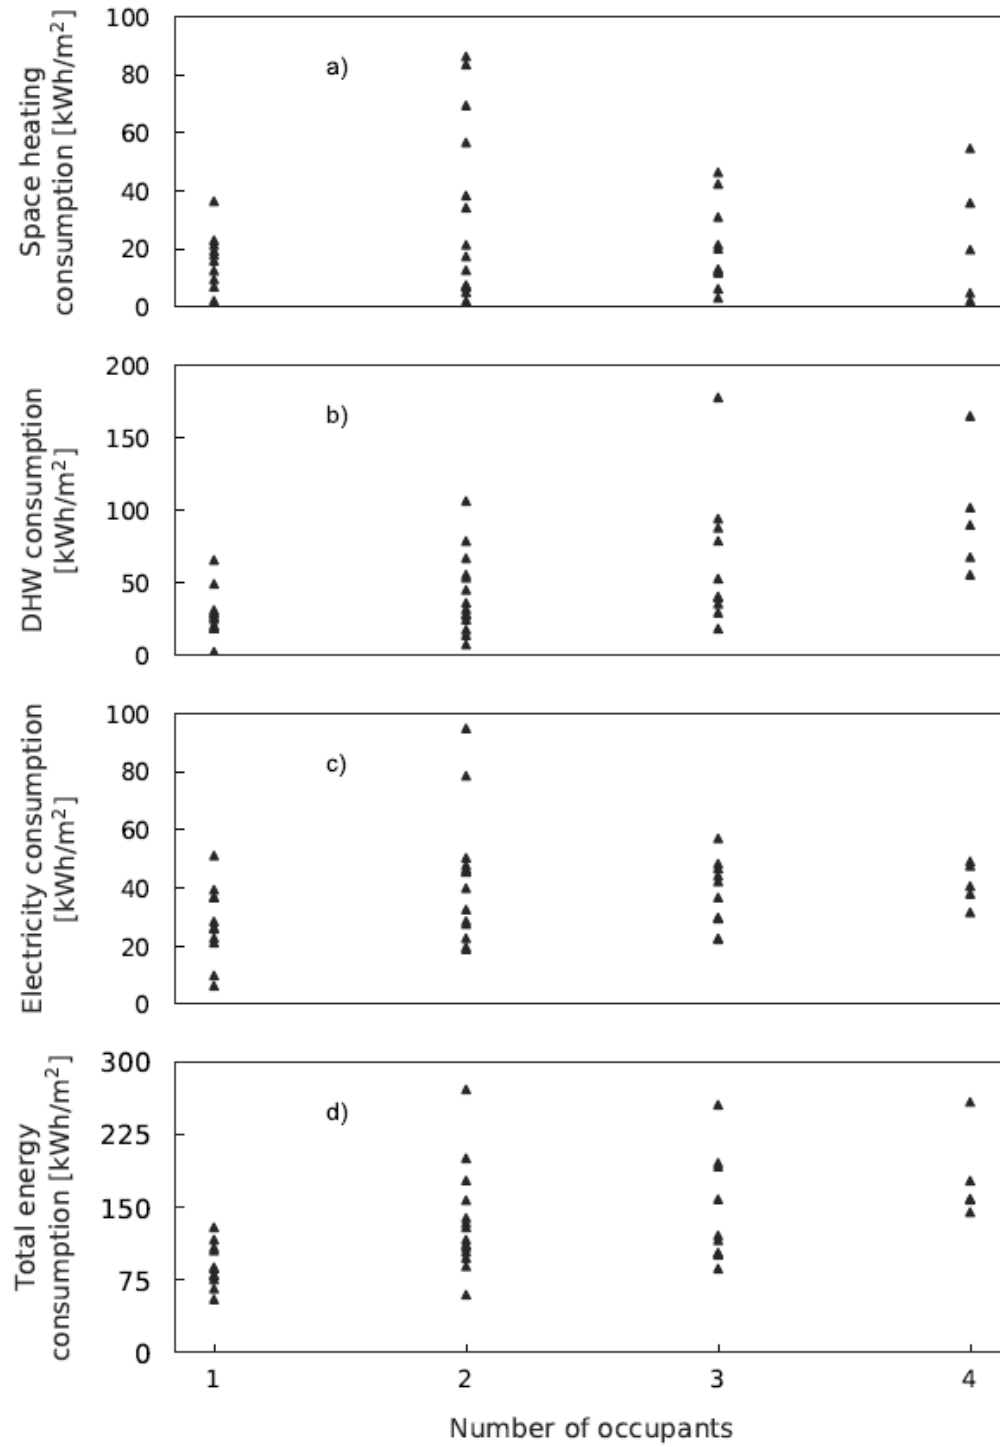 Space heating
consumption [kWh/m²]
100
80
60
40
20
0
a)
DHW consumption
[kWh/m²]
200
150
100
50
0
b)
Electricity consumption
[kWh/m²]
100
80
60
40
20
0
c)
Total energy
consumption [kWh/m²]
300
225
150
75
0
d)
1 2 3 4
Number of occupants